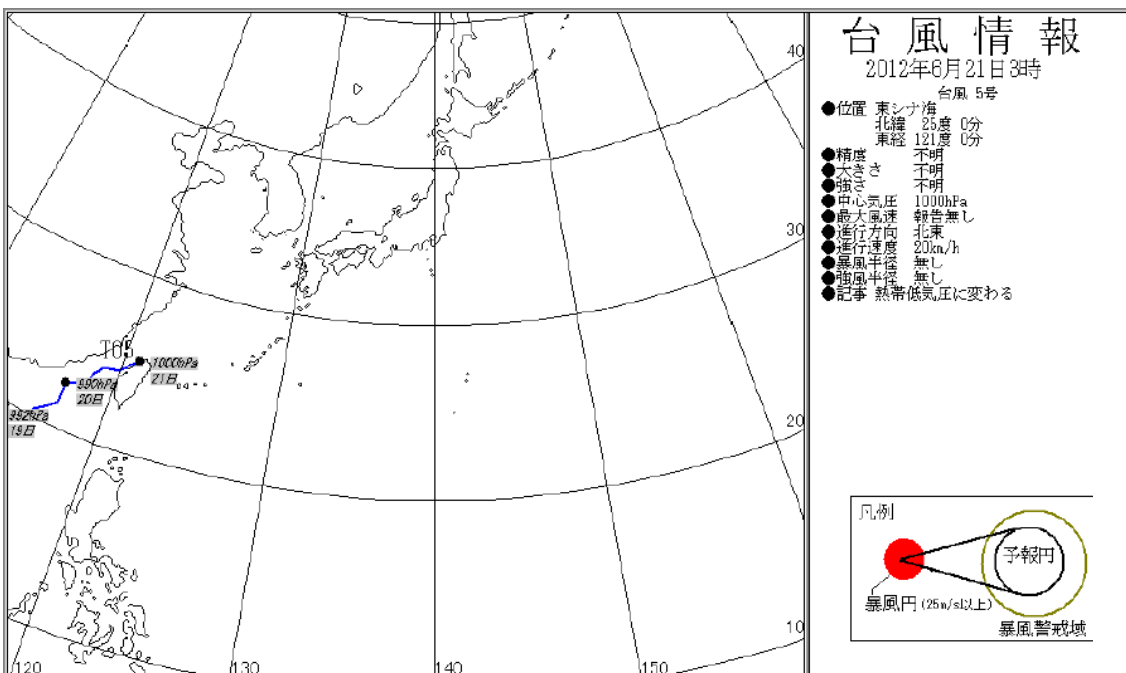 台風情報
2012年6月21日3時
台風 5号
●位置 東シナ海
北緯 25度 0分
東経 121度 0分
●精度 不明
●大きさ 不明
●強さ 不明
●中心気圧 1000hPa
●最大風速 報告無し
●進行方向 北東
●進行速度 20km/h
●暴風半径 無し
●強風半径 無し
●記事 熱帯低気圧に変わる
40
30
20
10
T05
1000hPa
21日
990hPa
20日
992hPa
19日
120
130
140
150
凡例
予報円
暴風円(25m/s以上)
暴風警戒域